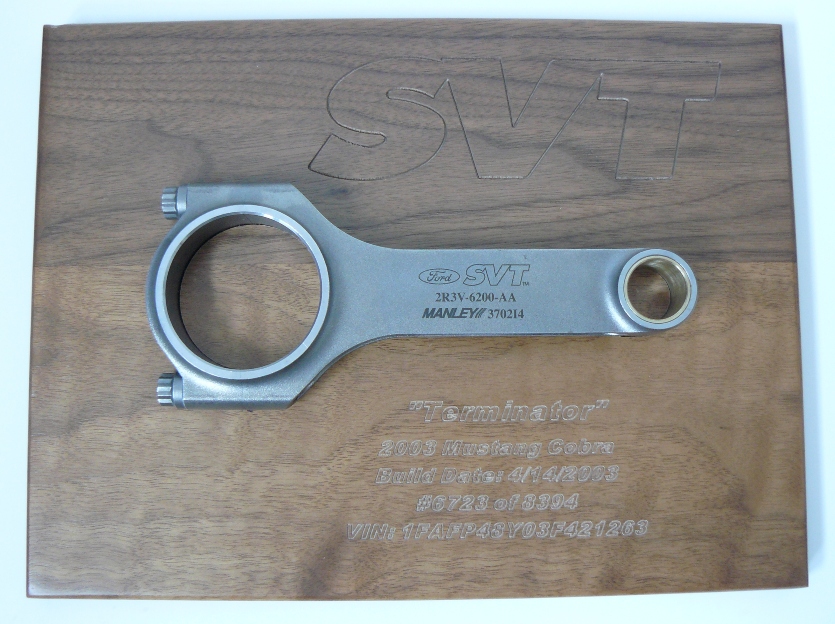 SVT
Ford SVT™
2R3V-6200-AA
MANLEY 370214
"Terminator"
2003 Mustang Cobra
Build Date: 4/14/2003
#6723 of 8394
VIN: 1FAFP48Y03F421263